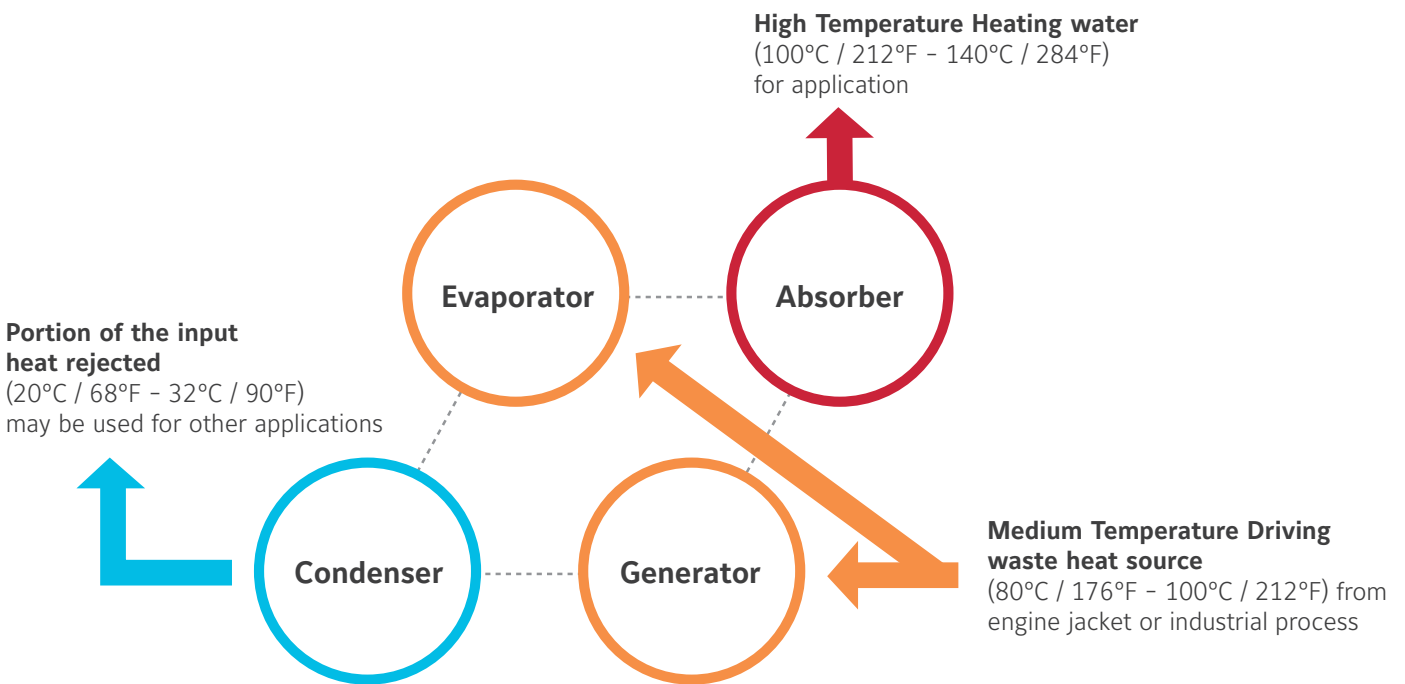 High Temperature Heating water
(100°C / 212°F – 140°C / 284°F)
for application
Evaporator
Absorber
Portion of the input
heat rejected
(20°C / 68°F – 32°C / 90°F)
may be used for other applications
Condenser
Generator
Medium Temperature Driving
waste heat source
(80°C / 176°F – 100°C / 212°F) from
engine jacket or industrial process